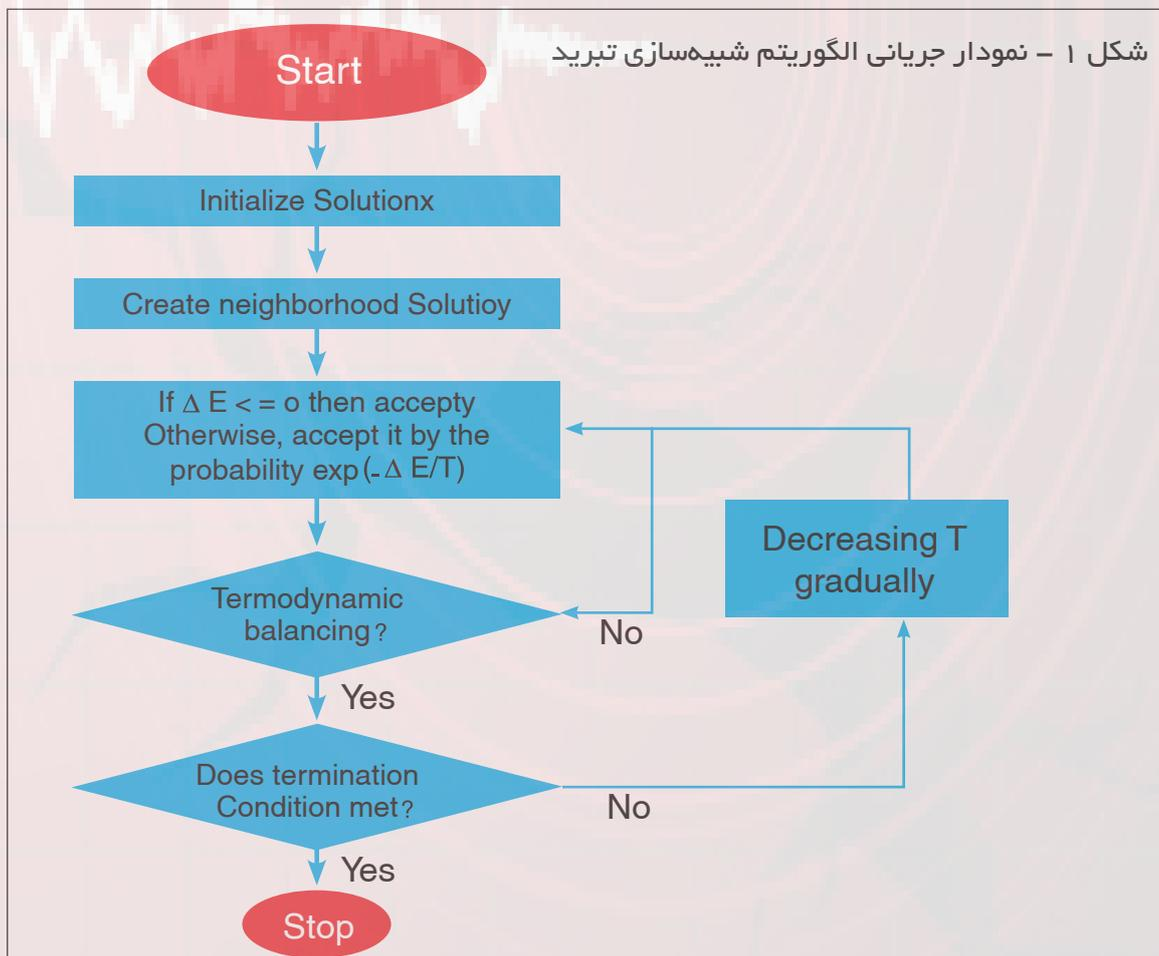 شکل ۱ – نمودار جریانی الگوریتم شبیه‌سازی تبرید
Start
Initialize Solutionx
Create neighborhood Solutioy
If Δ E < = o then accepty
Otherwise, accept it by the
probability exp(-Δ E/T)
Decreasing T
gradually
Termodynamic
balancing?
No
Yes
Does termination
Condition met?
No
Yes
Stop